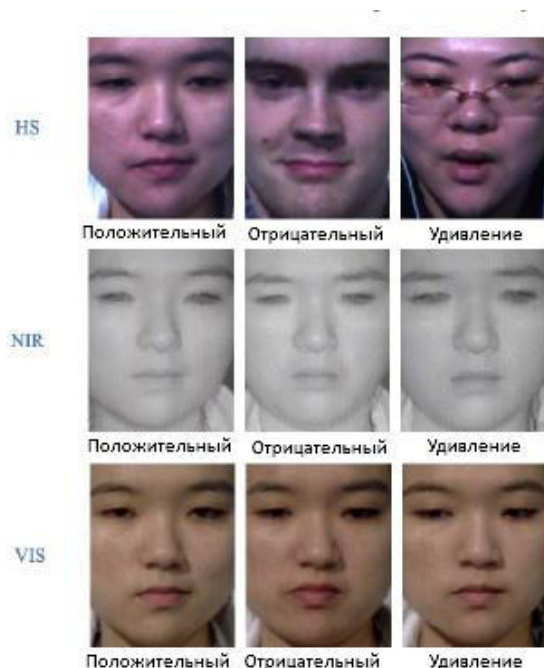 HS
Положительный Отрицательный Удивление
NIR
Положительный Отрицательный Удивление
VIS
Положительный Отрицательный Удивление